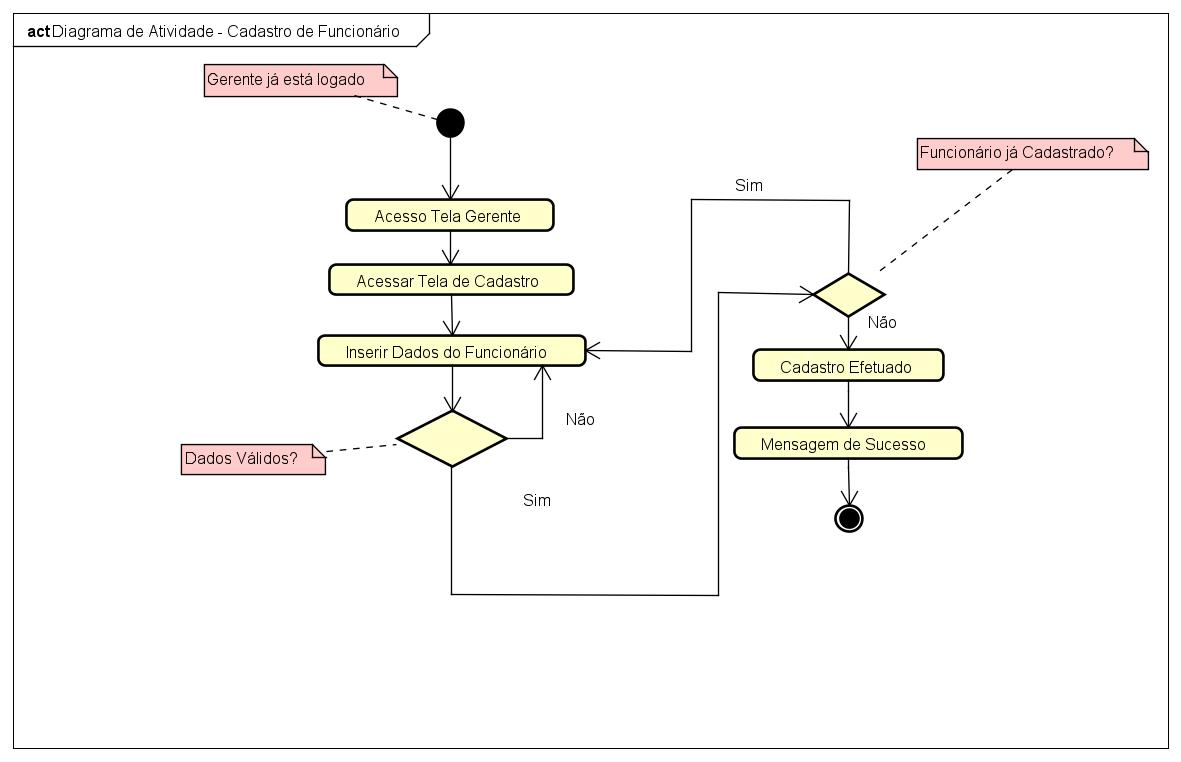 act Diagrama de Atividade - Cadastro de Funcionário
Gerente já está logado
Funcionário já Cadastrado?
Sim
Acesso Tela Gerente
Acessar Tela de Cadastro
Não
Inserir Dados do Funcionário
Cadastro Efetuado
Não
Mensagem de Sucesso
Dados Válidos?
Sim